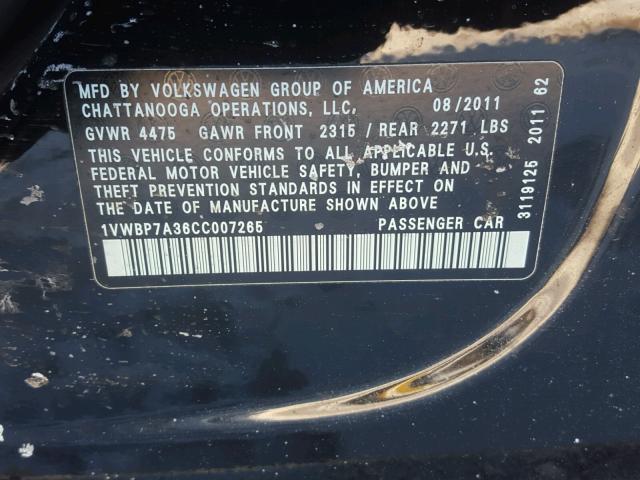 MFD BY VOLKSWAGEN GROUP OF AMERICA
CHATTANOOGA OPERATIONS, LLC, 08/2011
GVWR 4475 GAWR FRONT 2315 / REAR 2271 LBS
THIS VEHICLE CONFORMS TO ALL APPLICABLE U.S.
FEDERAL MOTOR VEHICLE SAFETY, BUMPER AND
THEFT PREVENTION STANDARDS IN EFFECT ON
THE DATE OF MANUFACTURE SHOWN ABOVE
1VWBP7A36CC007265 PASSENGER CAR
3119125 2011 62